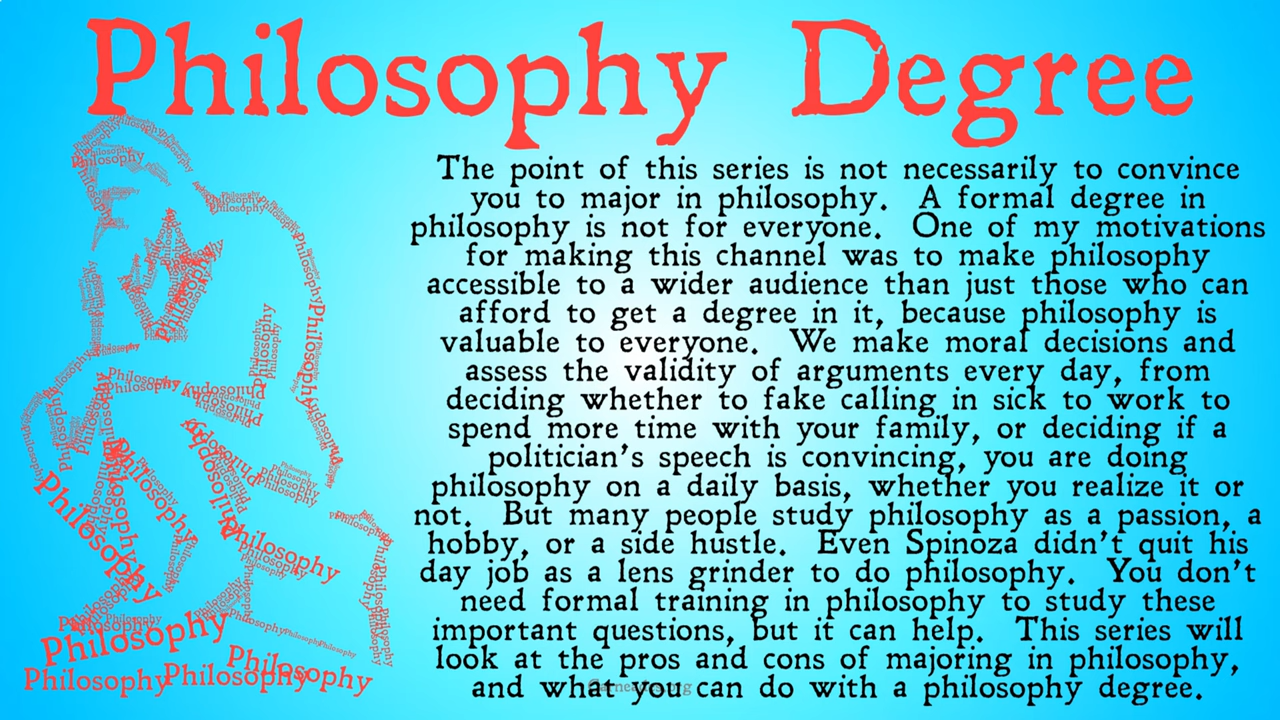 Philosophy Degree
The point of this series is not necessarily to convince
you to major in philosophy. A formal degree in
philosophy is not for everyone. One of my motivations
for making this channel was to make philosophy
accessible to a wider audience than just those who can
afford to get a degree in it, because philosophy is
valuable to everyone. We make moral decisions and
assess the validity of arguments every day, from
deciding whether to fake calling in sick to work to
spend more time with your family, or deciding if a
politician's speech is convincing, you are doing
philosophy on a daily basis, whether you realize it or
not. But many people study philosophy as a passion, a
hobby, or a side hustle. Even Spinoza didn't quit his
day job as a lens grinder to do philosophy. You don't
need formal training in philosophy to study these
important questions, but it can help. This series will
look at the pros and cons of majoring in philosophy,
and what you can do with a philosophy degree.
Philosophy
Philosophy
Philosophy
Philosophy
Philosophy
Philosophy
Philosophy
Philosophy